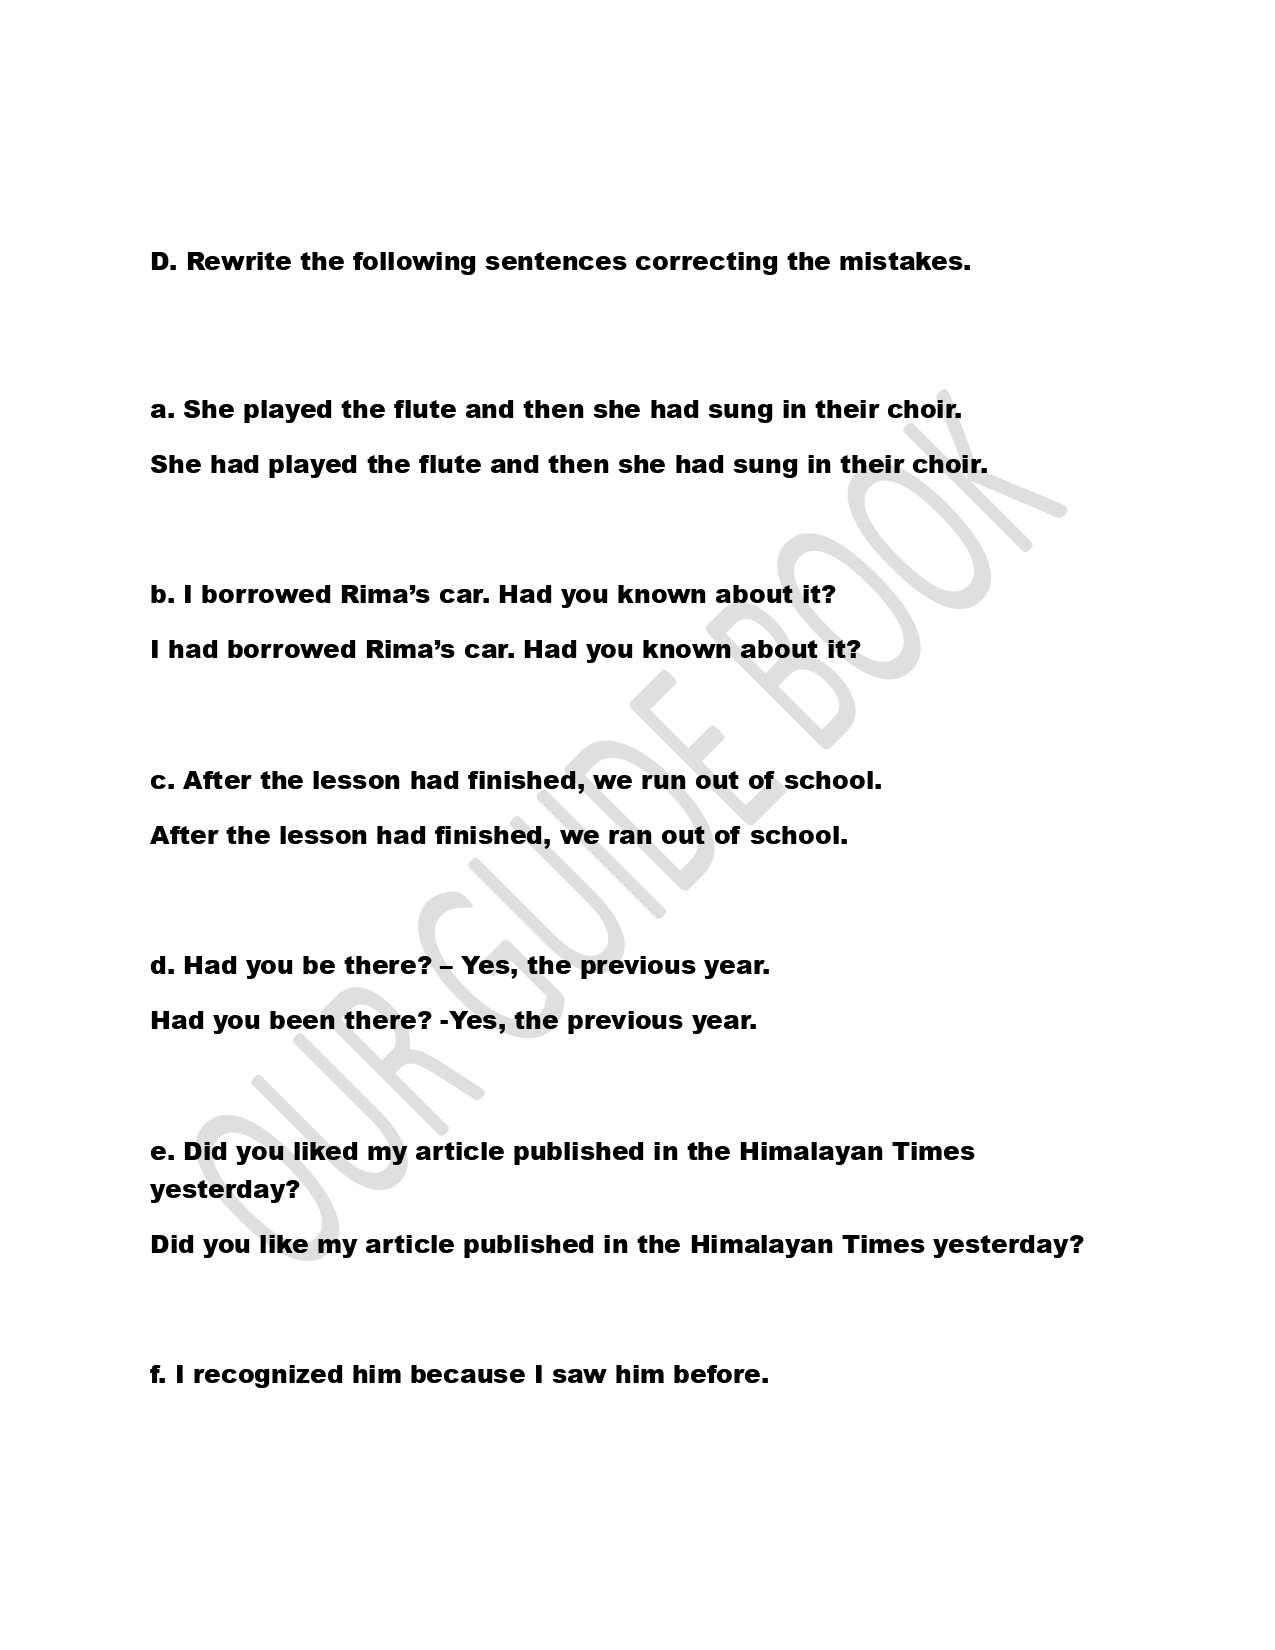 D. Rewrite the following sentences correcting the mistakes.
a. She played the flute and then she had sung in their choir.
She had played the flute and then she had sung in their choir.
b. I borrowed Rima’s car. Had you known about it?
I had borrowed Rima’s car. Had you known about it?
c. After the lesson had finished, we run out of school.
After the lesson had finished, we ran out of school.
d. Had you be there? – Yes, the previous year.
Had you been there? -Yes, the previous year.
e. Did you liked my article published in the Himalayan Times
yesterday?
Did you like my article published in the Himalayan Times yesterday?
f. I recognized him because I saw him before.
OUR GUIDE BOOK